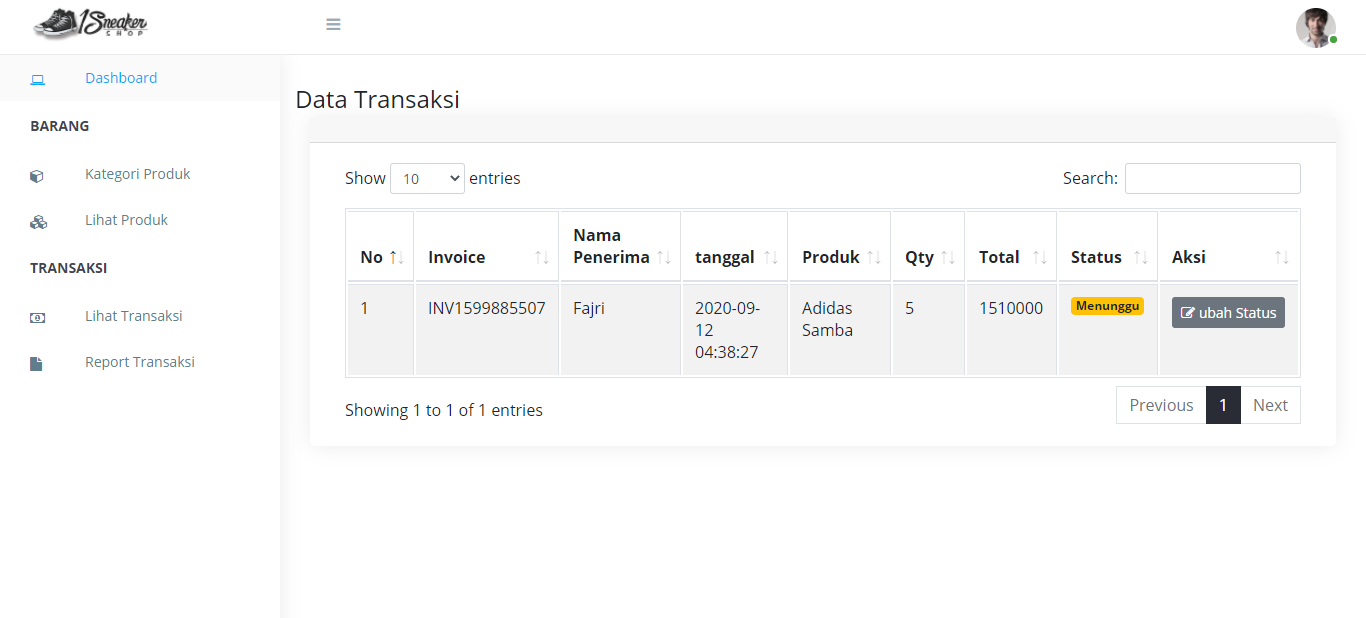 1Sneaker
SHOP
Dashboard
BARANG
Kategori Produk
Lihat Produk
TRANSAKSI
Lihat Transaksi
Report Transaksi
Data Transaksi
Show 10 entries
Search:
No Invoice Nama Penerima tanggal Produk Qty Total Status Aksi
1 INV1599885507 Fajri 2020-09-12 04:38:27 Adidas Samba 5 1510000 Menunggu ubah Status
Showing 1 to 1 of 1 entries
Previous 1 Next